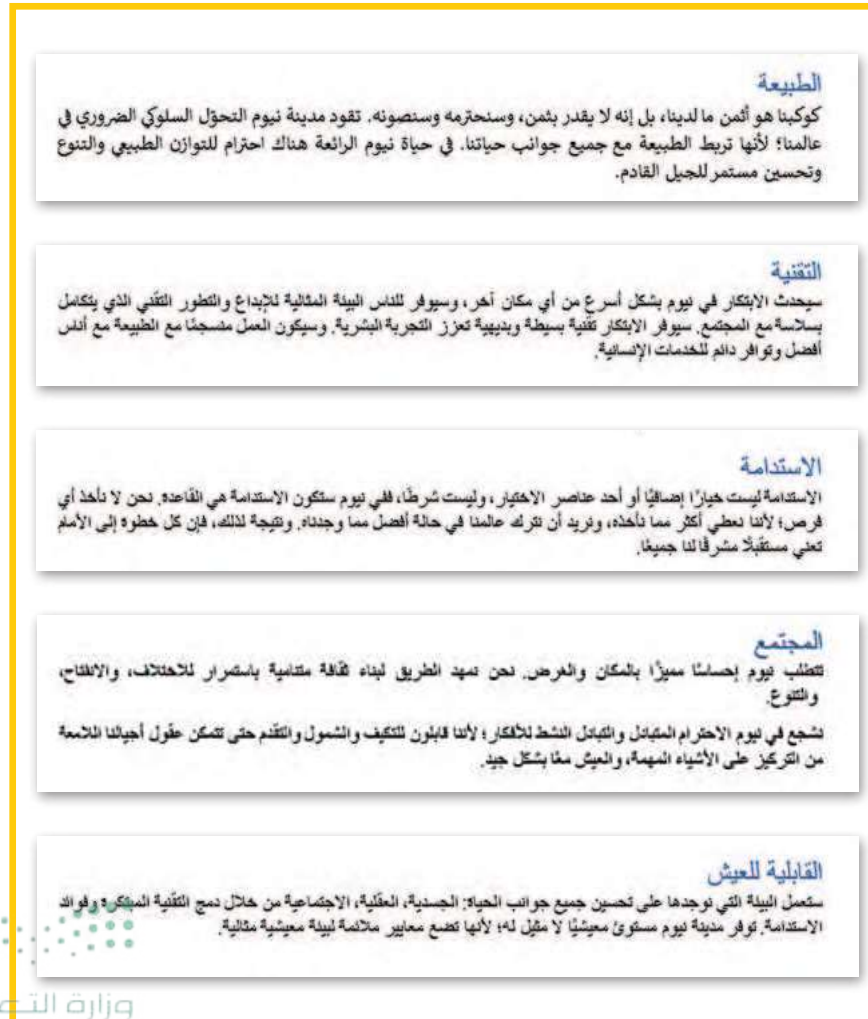 الطبيعة
كوكبنا هو أثمن ما لدينا، بل إنه لا يقدر بثمن، وسنحترمه وسنصونه. تقود مدينة نيوم التحوّل السلوكي الضروري في
عالمنا؛ لأنها تربط الطبيعة مع جميع جوانب حياتنا. في حياة نيوم الرائعة هناك احترام للتوازن الطبيعي والتنوع
وتحسين مستمر للجيل القادم.
التقنية
سيحدث الابتكار في نيوم بشكل أسرع من أي مكان آخر، وسيوفر للناس البيئة المثالية للإبداع والتطور التقني الذي يتكامل
بسلاسة مع المجتمع. سيوفر الابتكار تقنية بسيطة وبديهية تعزز التجربة البشرية. وسيكون العمل منسجمًا مع الطبيعة مع أناس
أفضل وتوافر دائم للخدمات الإنسانية.
الاستدامة
الاستدامة ليست خيارًا إضافيًا أو أحد عناصر الاختيار، وليست شرطًا، ففي نيوم ستكون الاستدامة هي القاعدة. نحن لا نأخذ أي
فرص؛ لأننا نعطي أكثر مما نأخذه، ونريد أن نترك عالمنا في حالة أفضل مما وجدناه. ونتيجة لذلك، فإن كل خطوة إلى الأمام
تعني مستقبلًا مشرقًا لنا جميعًا.
المجتمع
تتطلب نيوم إحساسًا مميزًا بالمكان والغرض. نحن نمهد الطريق لبناء ثقافة متنامية باستمرار للاختلاف، والانفتاح،
والتنوع.
نشجع في نيوم الاحترام المتبادل والتبادل النشط للأفكار؛ لأننا قابلون للتكيف والشمول والتقدم حتى تتمكن عقول أجيالنا اللامعة
من التركيز على الأشياء المهمة، والعيش معًا بشكل جيد.
القابلية للعيش
ستعمل البيئة التي نوجدها على تحسين جميع جوانب الحياة: الجسدية، العقلية، الاجتماعية من خلال دمج التقنية المبتكرة وفوائد
الاستدامة. توفر مدينة نيوم مستوىً معيشيًا لا مثيل له؛ لأنها تضع معايير ملائمة لبيئة معيشية مثالية.
وزارة التعـ